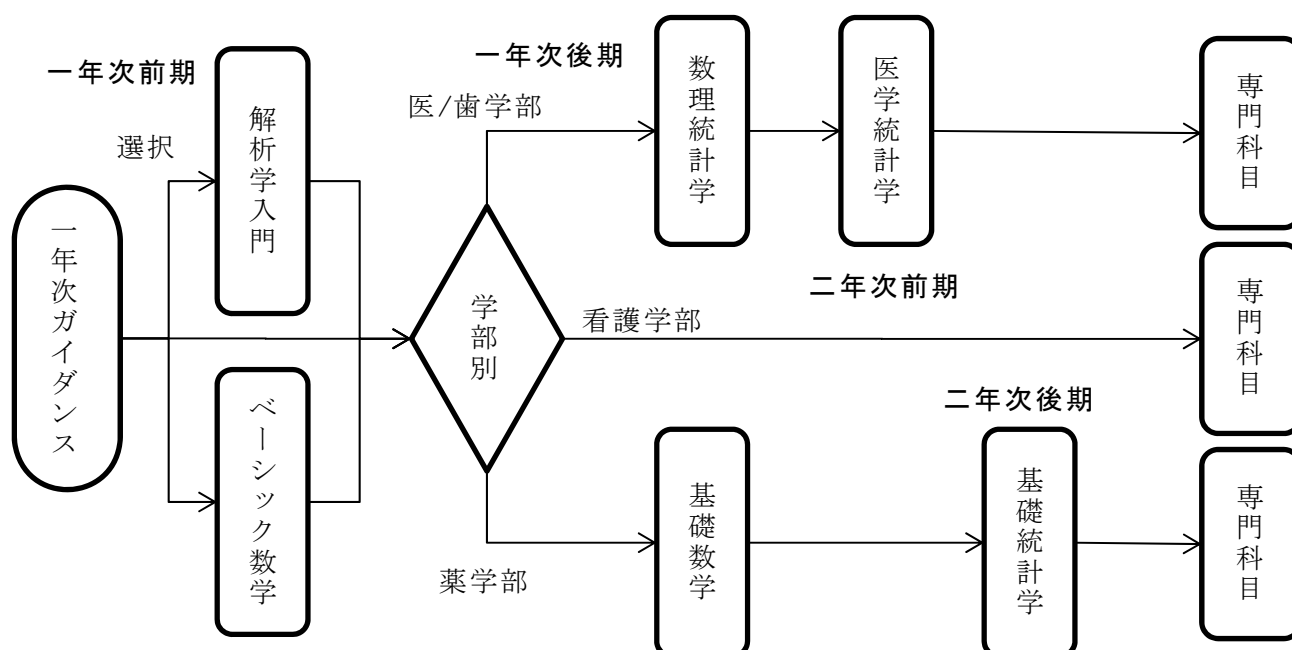 一年次前期
選択
一年次ガイダンス
解析学入門
ベーシック数学
学部別
医/歯学部
一年次後期
数理統計学
医学統計学
専門科目
看護学部
二年次前期
専門科目
薬学部
基礎数学
二年次後期
基礎統計学
専門科目